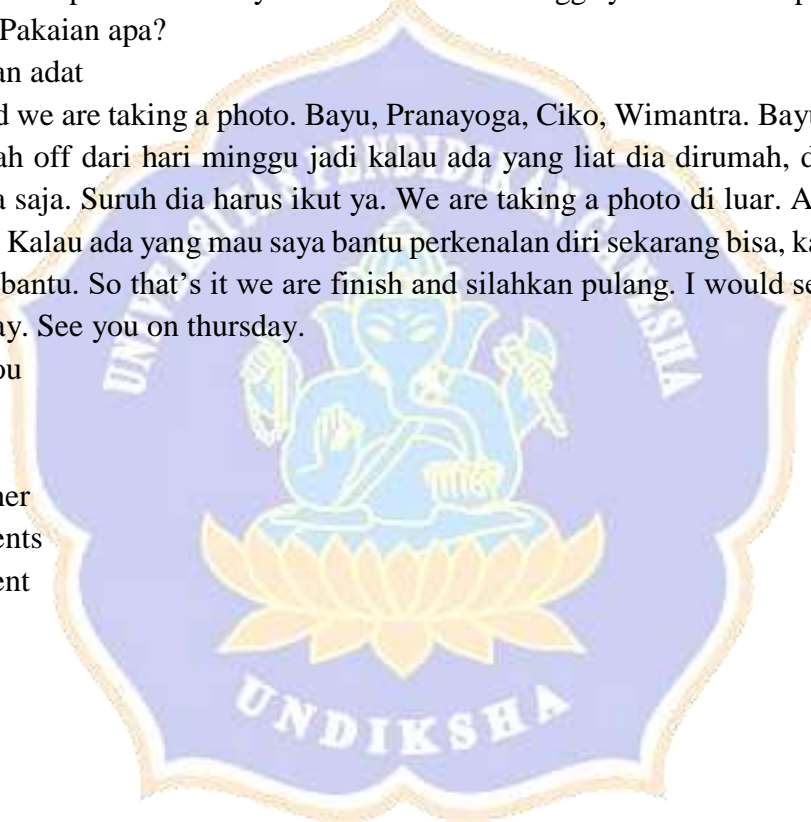 Pakaian apa?
an adat
d we are taking a photo. Bayu, Pranayoga, Ciko, Wimantra. Bayu
ah off dari hari minggu jadi kalau ada yang liat dia dirumah, d
a saja. Suruh dia harus ikut ya. We are taking a photo di luar. A
Kalau ada yang mau saya bantu perkenalan diri sekarang bisa, ka
bantu. So that’s it we are finish and silahkan pulang. I would se
ay. See you on thursday.
ou
her
ents
ent
UNIVERSITAS PENDIDIKAN GANESHA
UNDIKSHA